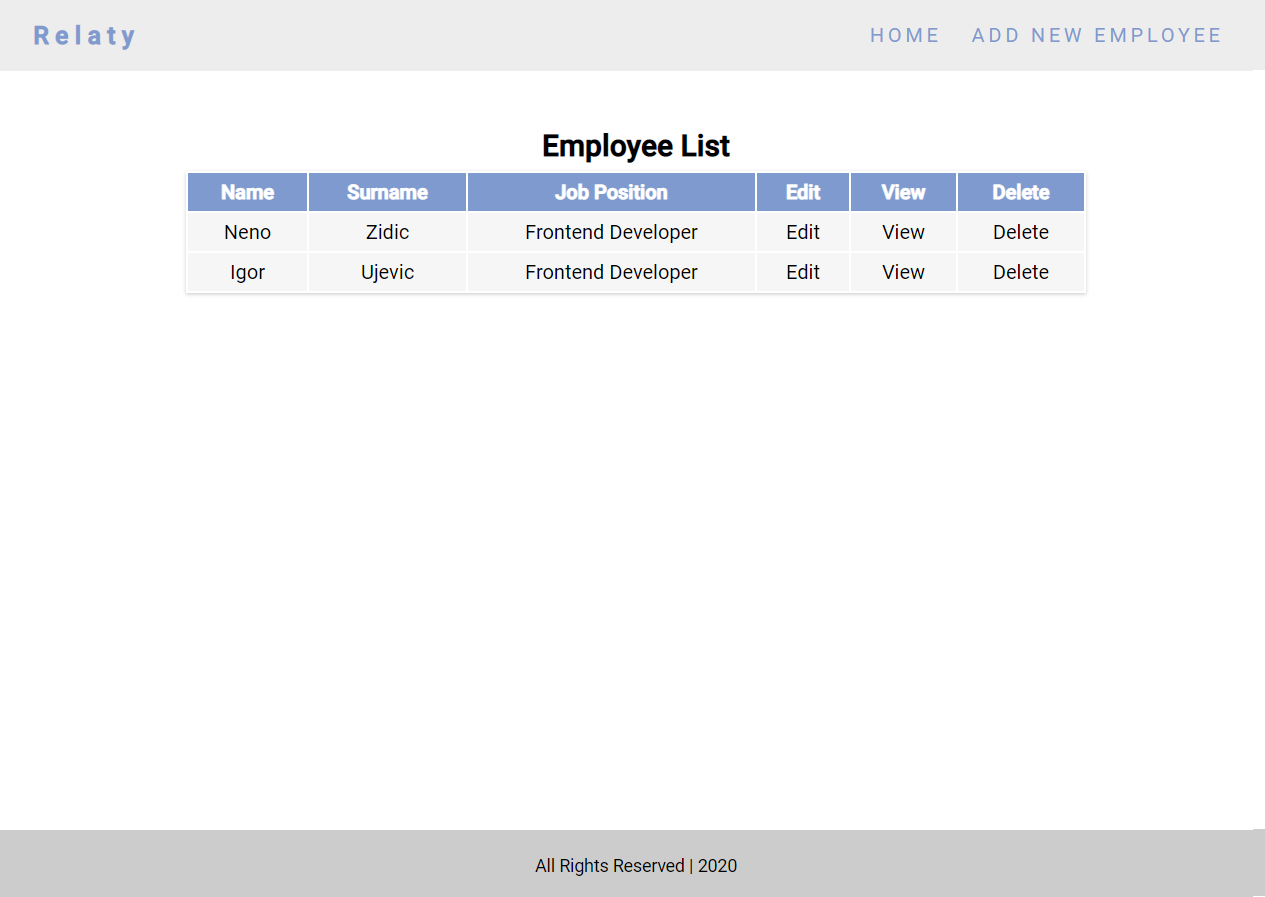 Relaty HOME ADD NEW EMPLOYEE
Employee List
Name Surname Job Position Edit View Delete
Neno Zidic Frontend Developer Edit View Delete
Igor Ujevic Frontend Developer Edit View Delete
All Rights Reserved | 2020